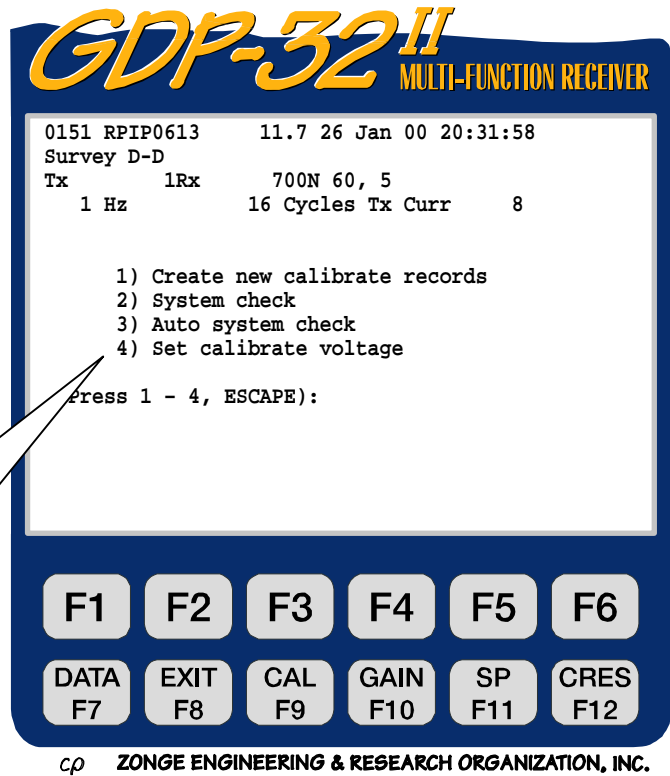 GDP-32 II
MULTI-FUNCTION RECEIVER
0151 RPIP0613 11.7 26 Jan 00 20:31:58
Survey D-D
Tx 1Rx 700N 60, 5
1 Hz 16 Cycles Tx Curr 8
1) Create new calibrate records
2) System check
3) Auto system check
4) Set calibrate voltage
Press 1 - 4, ESCAPE):
F1 F2 F3 F4 F5 F6
DATA EXIT CAL GAIN SP CRES
F7 F8 F9 F10 F11 F12
cρ ZONGE ENGINEERING & RESEARCH ORGANIZATION, INC.